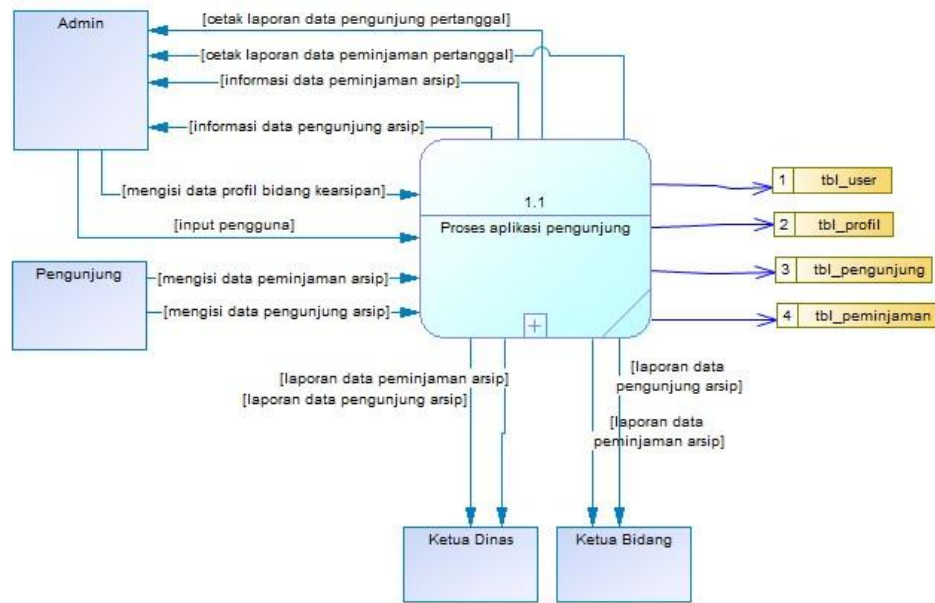 Admin
[cetak laporan data pengunjung pertanggal]
[cetak laporan data peminjaman pertanggal]
[informasi data peminjaman arsip]
[informasi data pengunjung arsip]
[mengisi data profil bidang kearsipan]
[input pengguna]
1.1
Proses aplikasi pengunjung
1 tbl_user
2 tbl_profil
3 tbl_pengunjung
4 tbl_peminjaman
Pengunjung
[mengisi data peminjaman arsip]
[mengisi data pengunjung arsip]
[laporan data peminjaman arsip]
[laporan data pengunjung arsip]
[laporan data
pengunjung arsip]
[laporan data
peminjaman arsip]
Ketua Dinas
Ketua Bidang